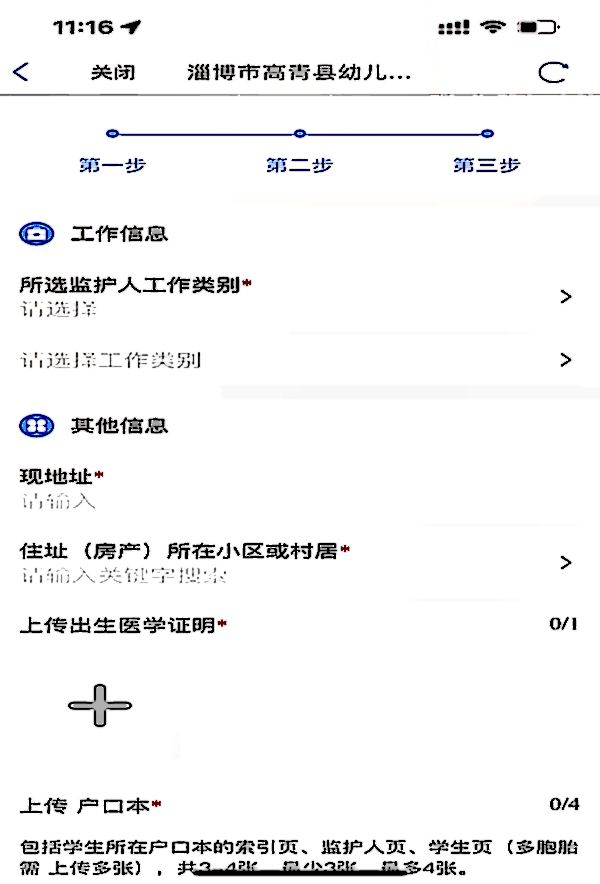 11:16
关闭 淄博市高青县幼儿...
第一步 第二步 第三步
工作信息
所选监护人工作类别*
请选择
请选择工作类别
其他信息
现地址*
请输入
住址（房产）所在小区或村居*
请输入关键字搜索
上传出生医学证明* 0/1
上传 户口本* 0/4
包括学生所在户口本的索引页、监护人页、学生页（多胞胎
需 上传多张），共3-4张，最少3张，最多4张。